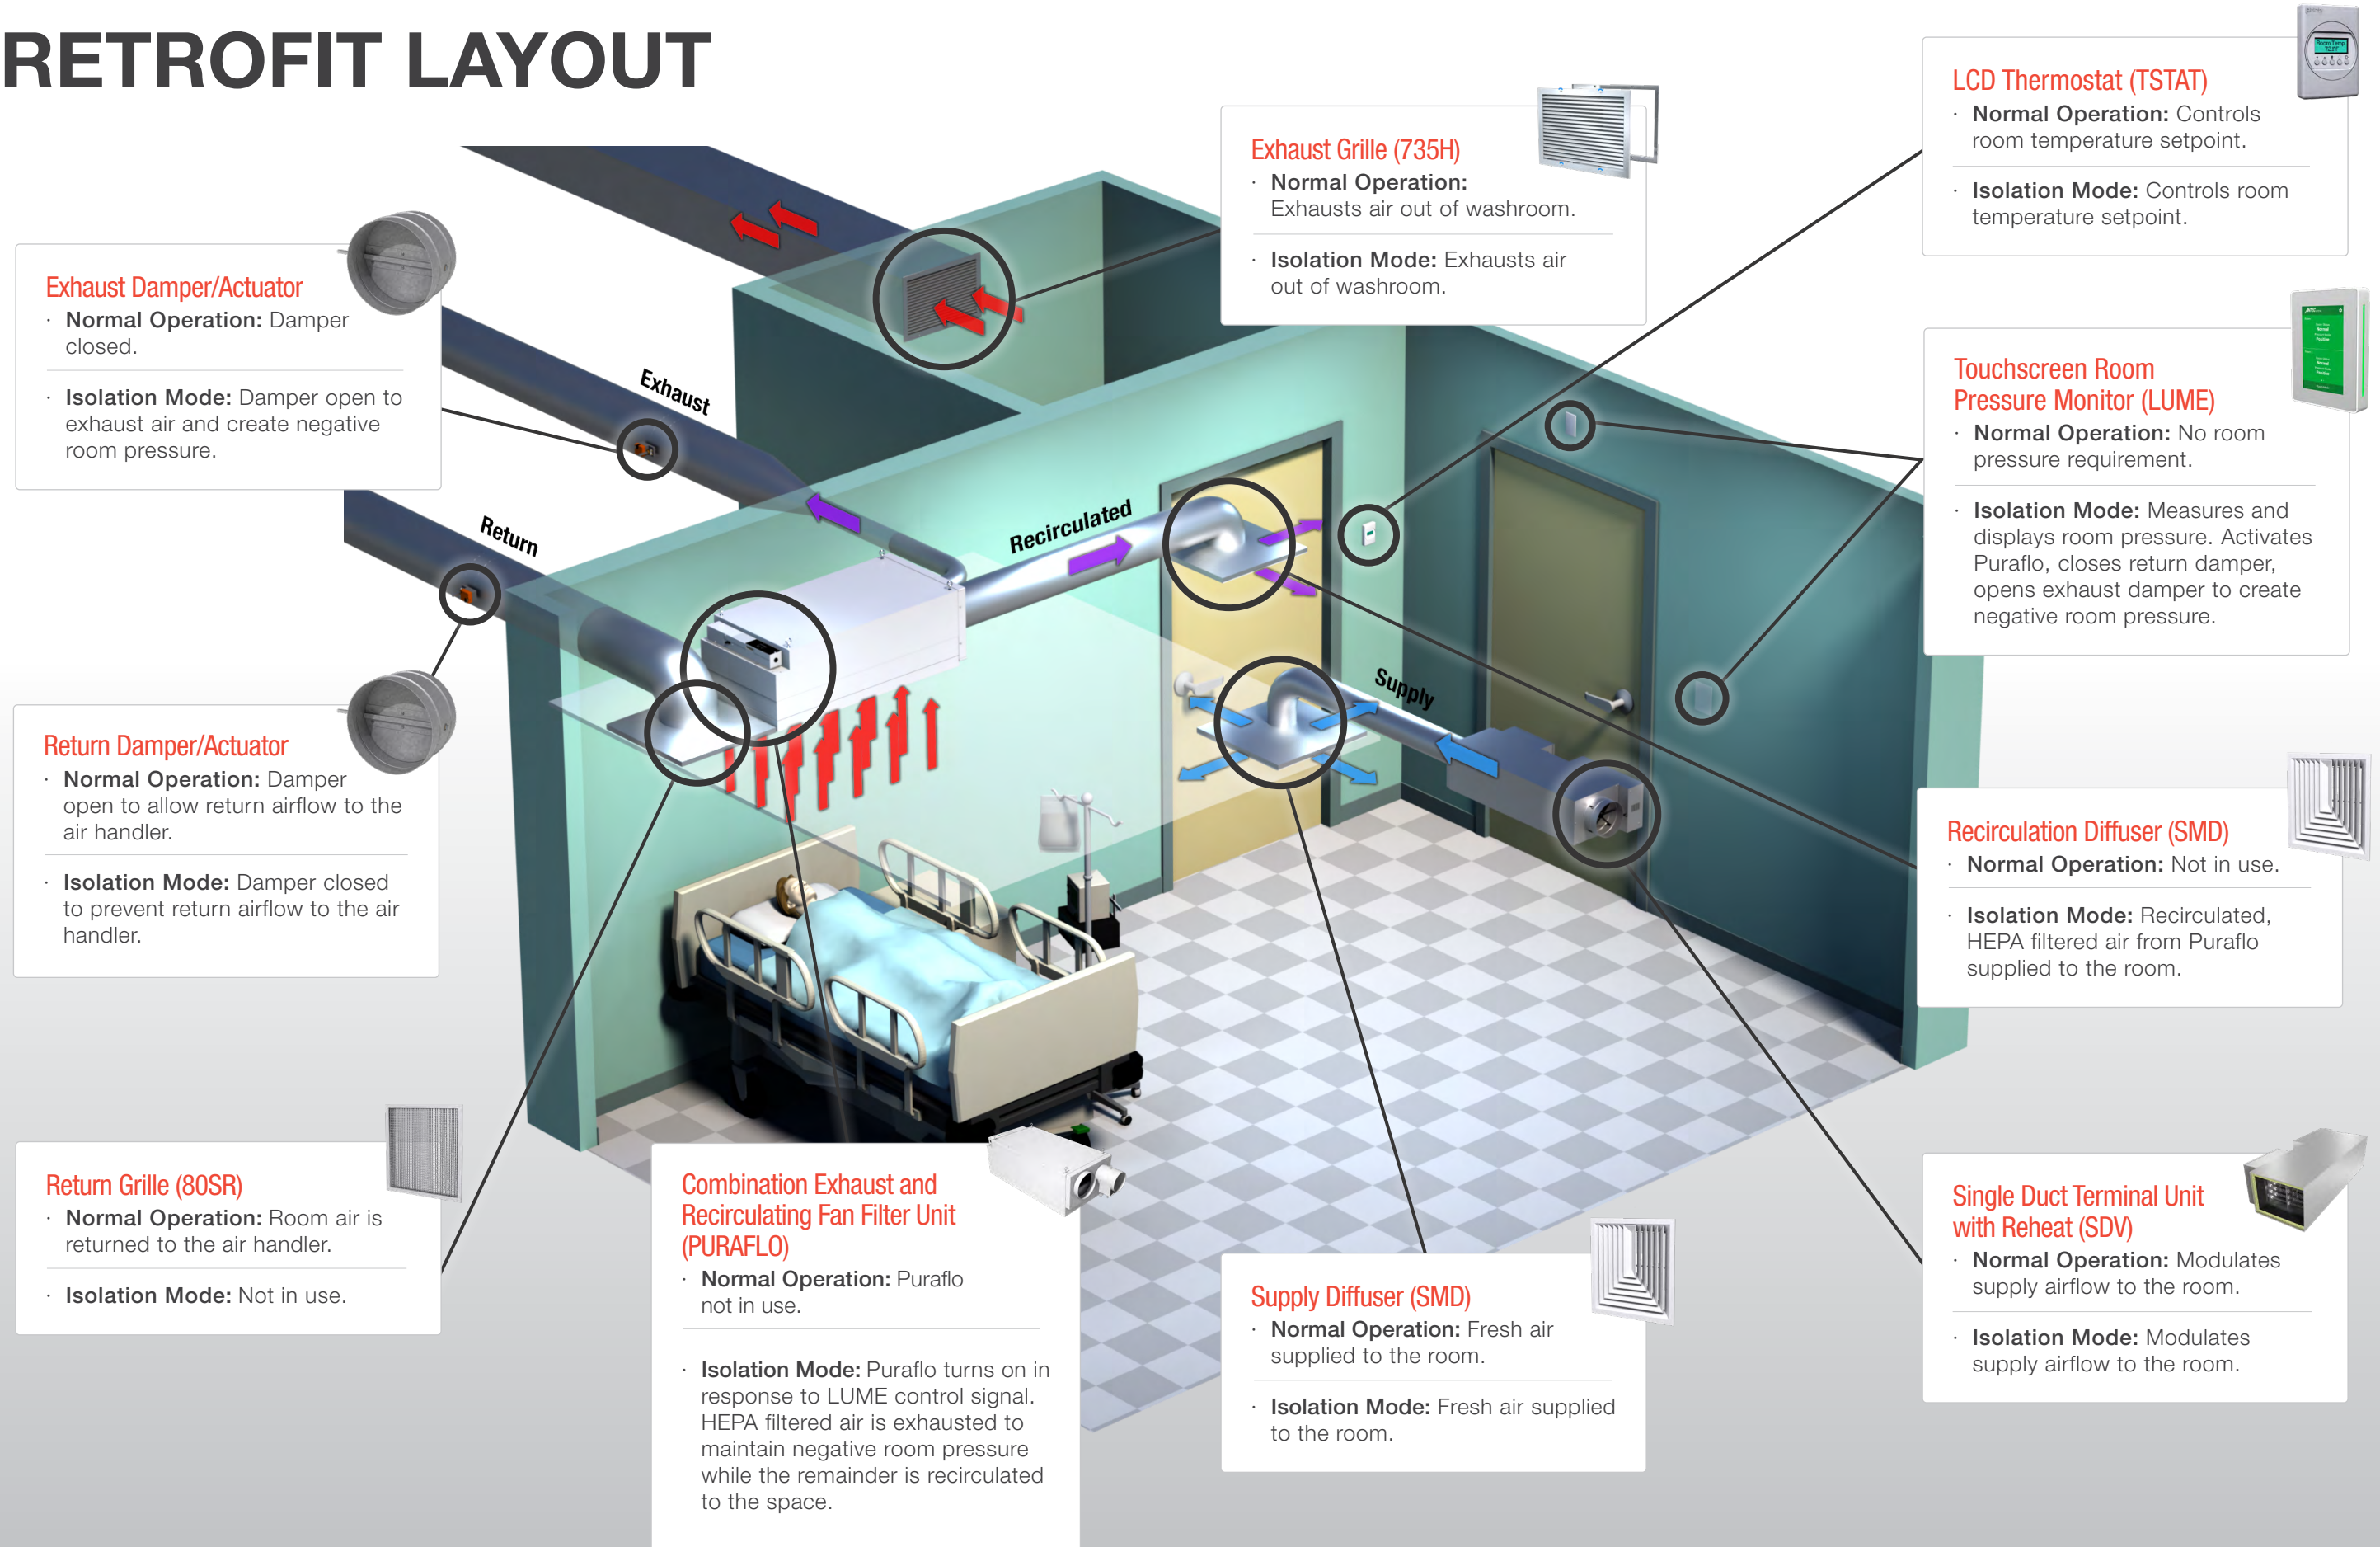 RETROFIT LAYOUT
LCD Thermostat (TSTAT)
· Normal Operation: Controls
room temperature setpoint.
· Isolation Mode: Controls room
temperature setpoint.
Exhaust Grille (735H)
· Normal Operation:
Exhausts air out of washroom.
· Isolation Mode: Exhausts air
out of washroom.
Exhaust Damper/Actuator
· Normal Operation: Damper
closed.
· Isolation Mode: Damper open to
exhaust air and create negative
room pressure.
Touchscreen Room
Pressure Monitor (LUME)
· Normal Operation: No room
pressure requirement.
· Isolation Mode: Measures and
displays room pressure. Activates
Puraflo, closes return damper,
opens exhaust damper to create
negative room pressure.
Exhaust
Return
Recirculated
Supply
Return Damper/Actuator
· Normal Operation: Damper
open to allow return airflow to the
air handler.
· Isolation Mode: Damper closed
to prevent return airflow to the air
handler.
Recirculation Diffuser (SMD)
· Normal Operation: Not in use.
· Isolation Mode: Recirculated,
HEPA filtered air from Puraflo
supplied to the room.
Return Grille (80SR)
· Normal Operation: Room air is
returned to the air handler.
· Isolation Mode: Not in use.
Combination Exhaust and
Recirculating Fan Filter Unit
(PURAFLO)
· Normal Operation: Puraflo
not in use.
· Isolation Mode: Puraflo turns on in
response to LUME control signal.
HEPA filtered air is exhausted to
maintain negative room pressure
while the remainder is recirculated
to the space.
Supply Diffuser (SMD)
· Normal Operation: Fresh air
supplied to the room.
· Isolation Mode: Fresh air supplied
to the room.
Single Duct Terminal Unit
with Reheat (SDV)
· Normal Operation: Modulates
supply airflow to the room.
· Isolation Mode: Modulates
supply airflow to the room.
Room Temp